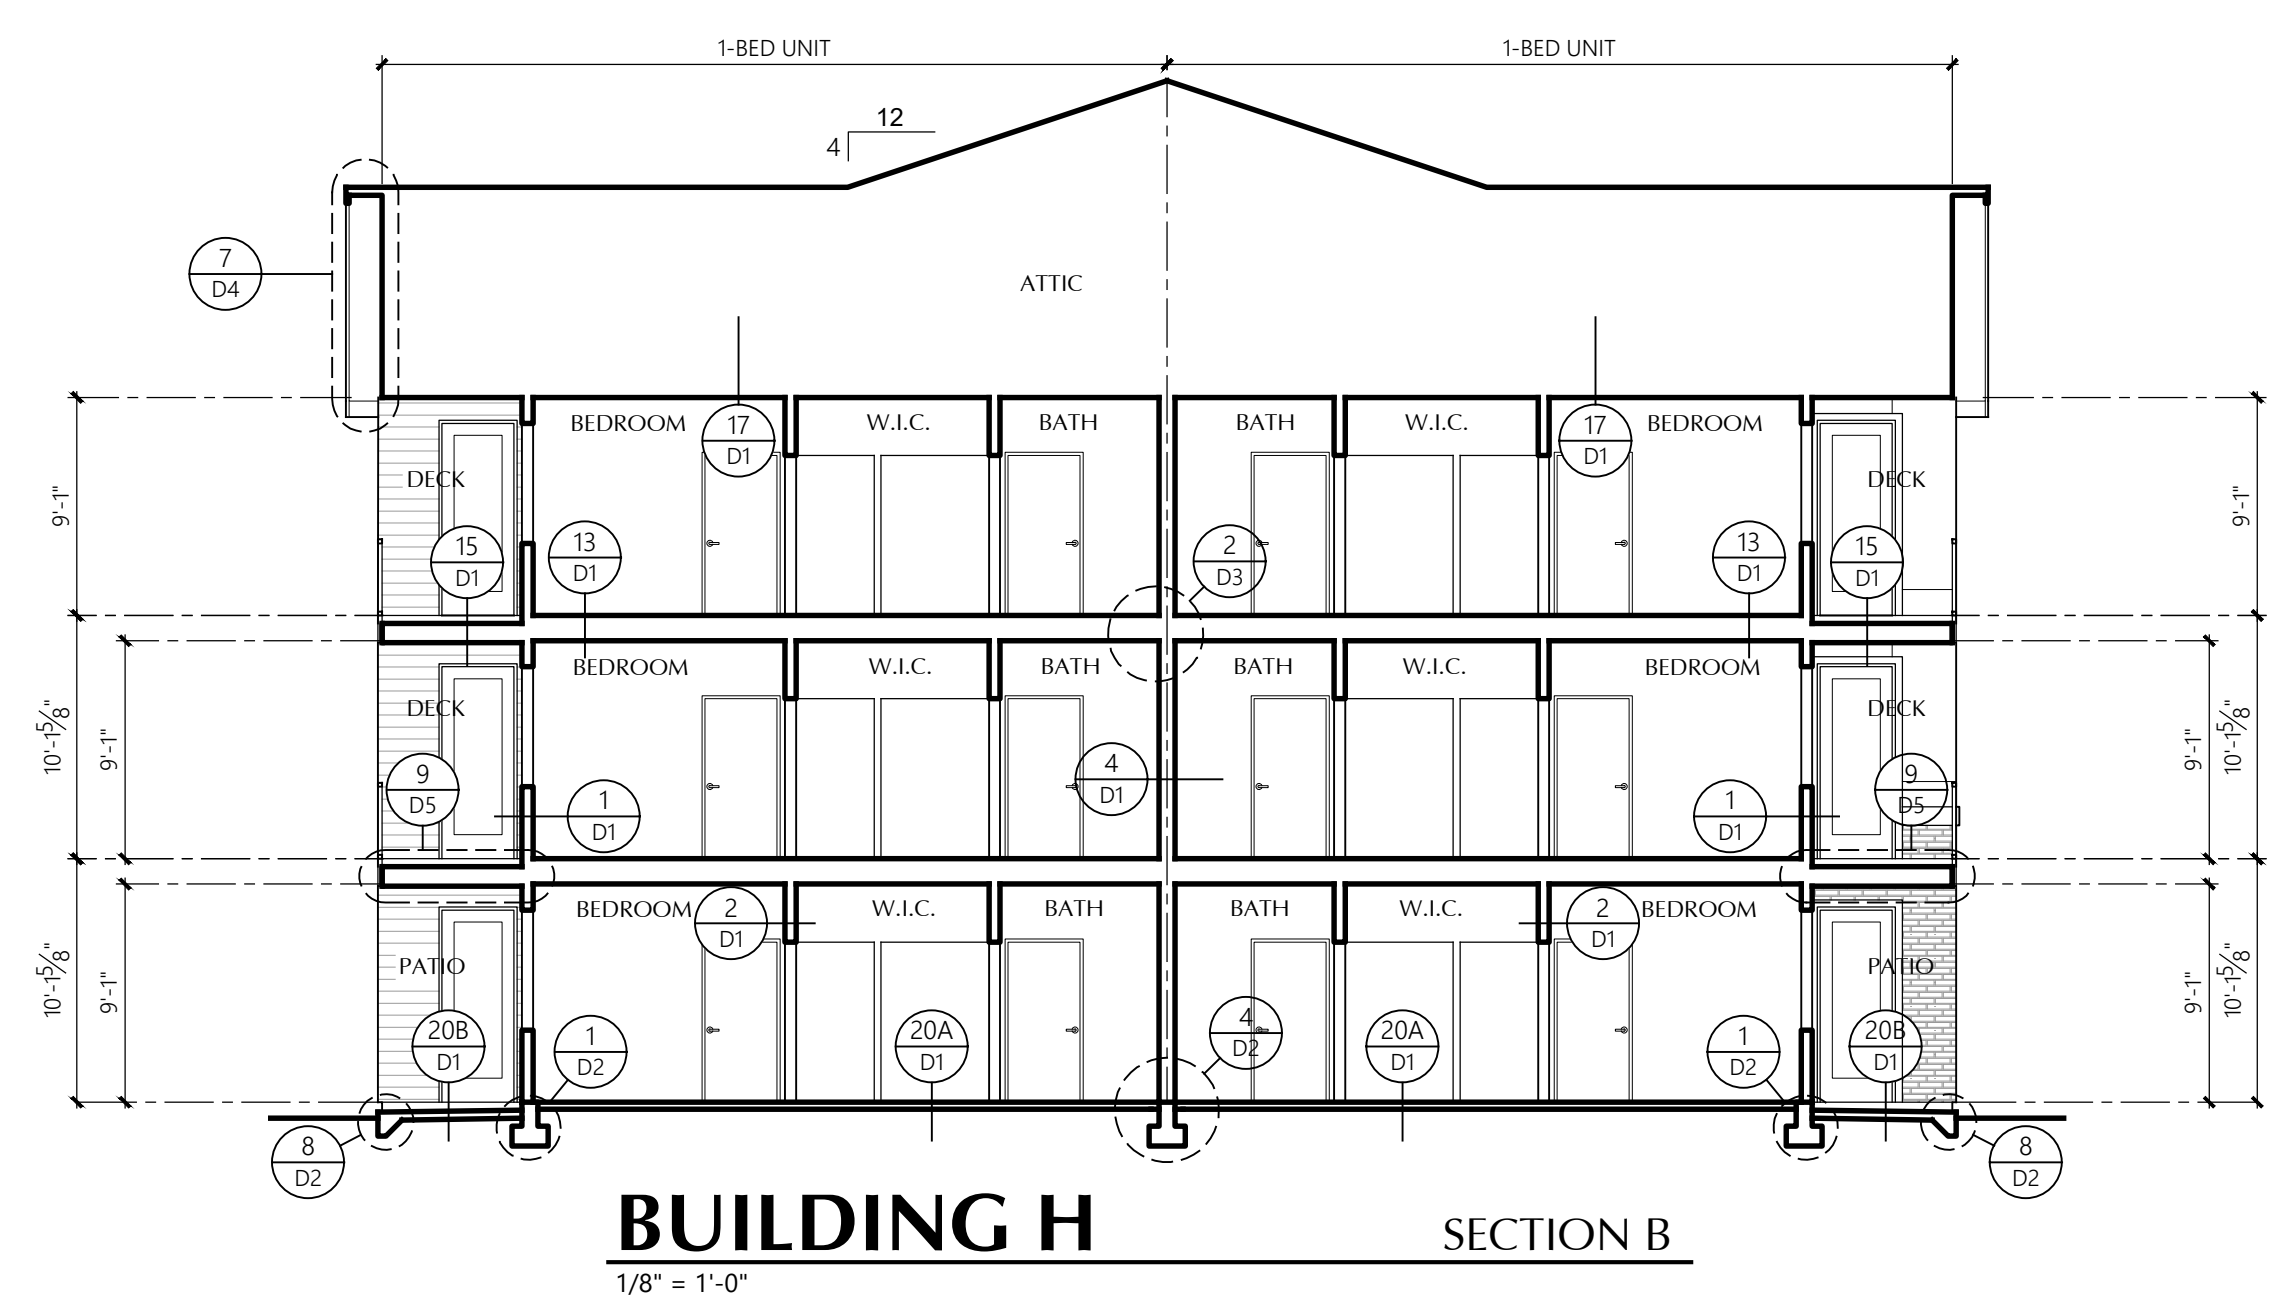 1-BED UNIT 1-BED UNIT
12
4
7
D4
ATTIC
BEDROOM 17 W.I.C. BATH BATH W.I.C. 17 BEDROOM
D1 D1
DECK DECK
9'-1" 9'-1"
15 13 2 13 15
D1 D1 D3 D1 D1
BEDROOM W.I.C. BATH BATH W.I.C. BEDROOM
DECK DECK
10'-1 5/8" 9'-1" 9'-1" 10'-1 5/8"
9 1 4 1 9
D5 D1 D1 D1 D5
BEDROOM 2 W.I.C. BATH BATH W.I.C. 2 BEDROOM
D1 D1
PATIO PATIO
10'-1 5/8" 9'-1" 9'-1" 10'-1 5/8"
20B 1 20A 4 20A 1 20B
D1 D2 D1 D2 D1 D2 D1
8 8
D2 D2
BUILDING H SECTION B
1/8" = 1'-0"